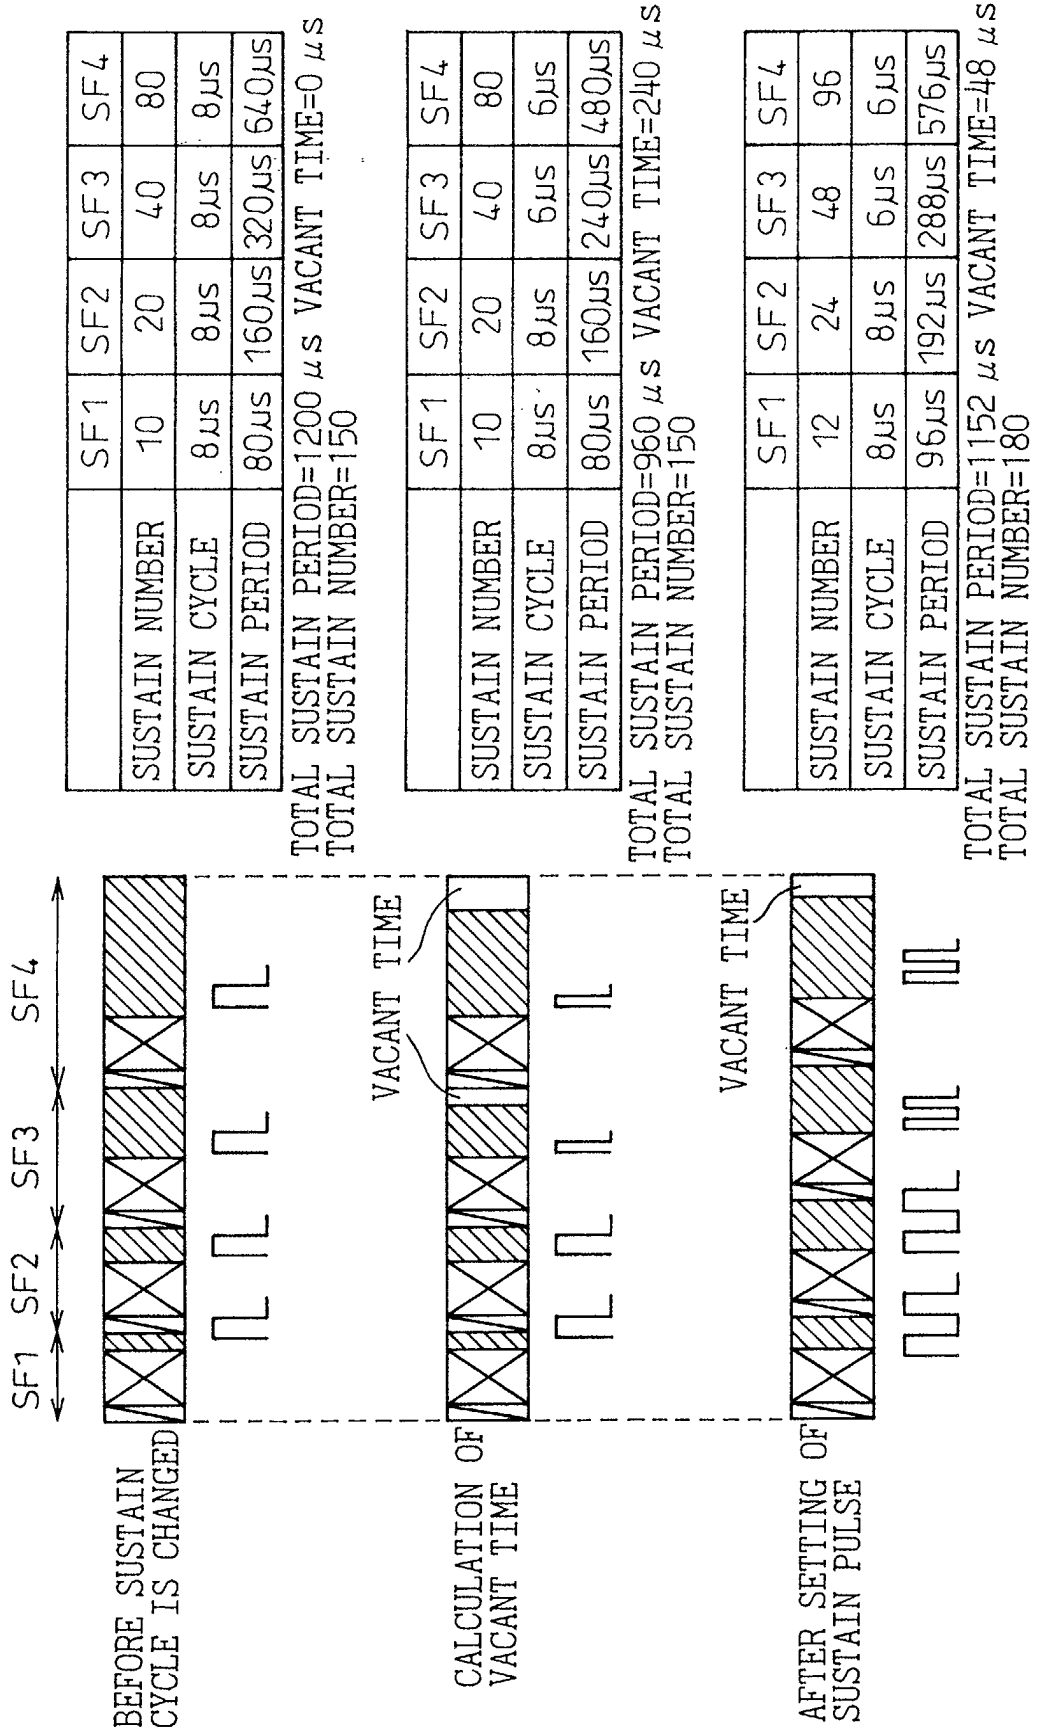 SF1 SF2 SF3 SF4
BEFORE SUSTAIN
CYCLE IS CHANGED
SF1 SF2 SF3 SF4
SUSTAIN NUMBER 10 20 40 80
SUSTAIN CYCLE 8μs 8μs 8μs 8μs
SUSTAIN PERIOD 80μs 160μs 320μs 640μs
TOTAL SUSTAIN PERIOD=1200 μs VACANT TIME=0 μs
TOTAL SUSTAIN NUMBER=150
VACANT TIME
CALCULATION OF
VACANT TIME
SF1 SF2 SF3 SF4
SUSTAIN NUMBER 10 20 40 80
SUSTAIN CYCLE 8μs 8μs 6μs 6μs
SUSTAIN PERIOD 80μs 160μs 240μs 480μs
TOTAL SUSTAIN PERIOD=960 μs VACANT TIME=240 μs
TOTAL SUSTAIN NUMBER=150
VACANT TIME
AFTER SETTING OF
SUSTAIN PULSE
SF1 SF2 SF3 SF4
SUSTAIN NUMBER 12 24 48 96
SUSTAIN CYCLE 8μs 8μs 6μs 6μs
SUSTAIN PERIOD 96μs 192μs 288μs 576μs
TOTAL SUSTAIN PERIOD=1152 μs VACANT TIME=48 μs
TOTAL SUSTAIN NUMBER=180